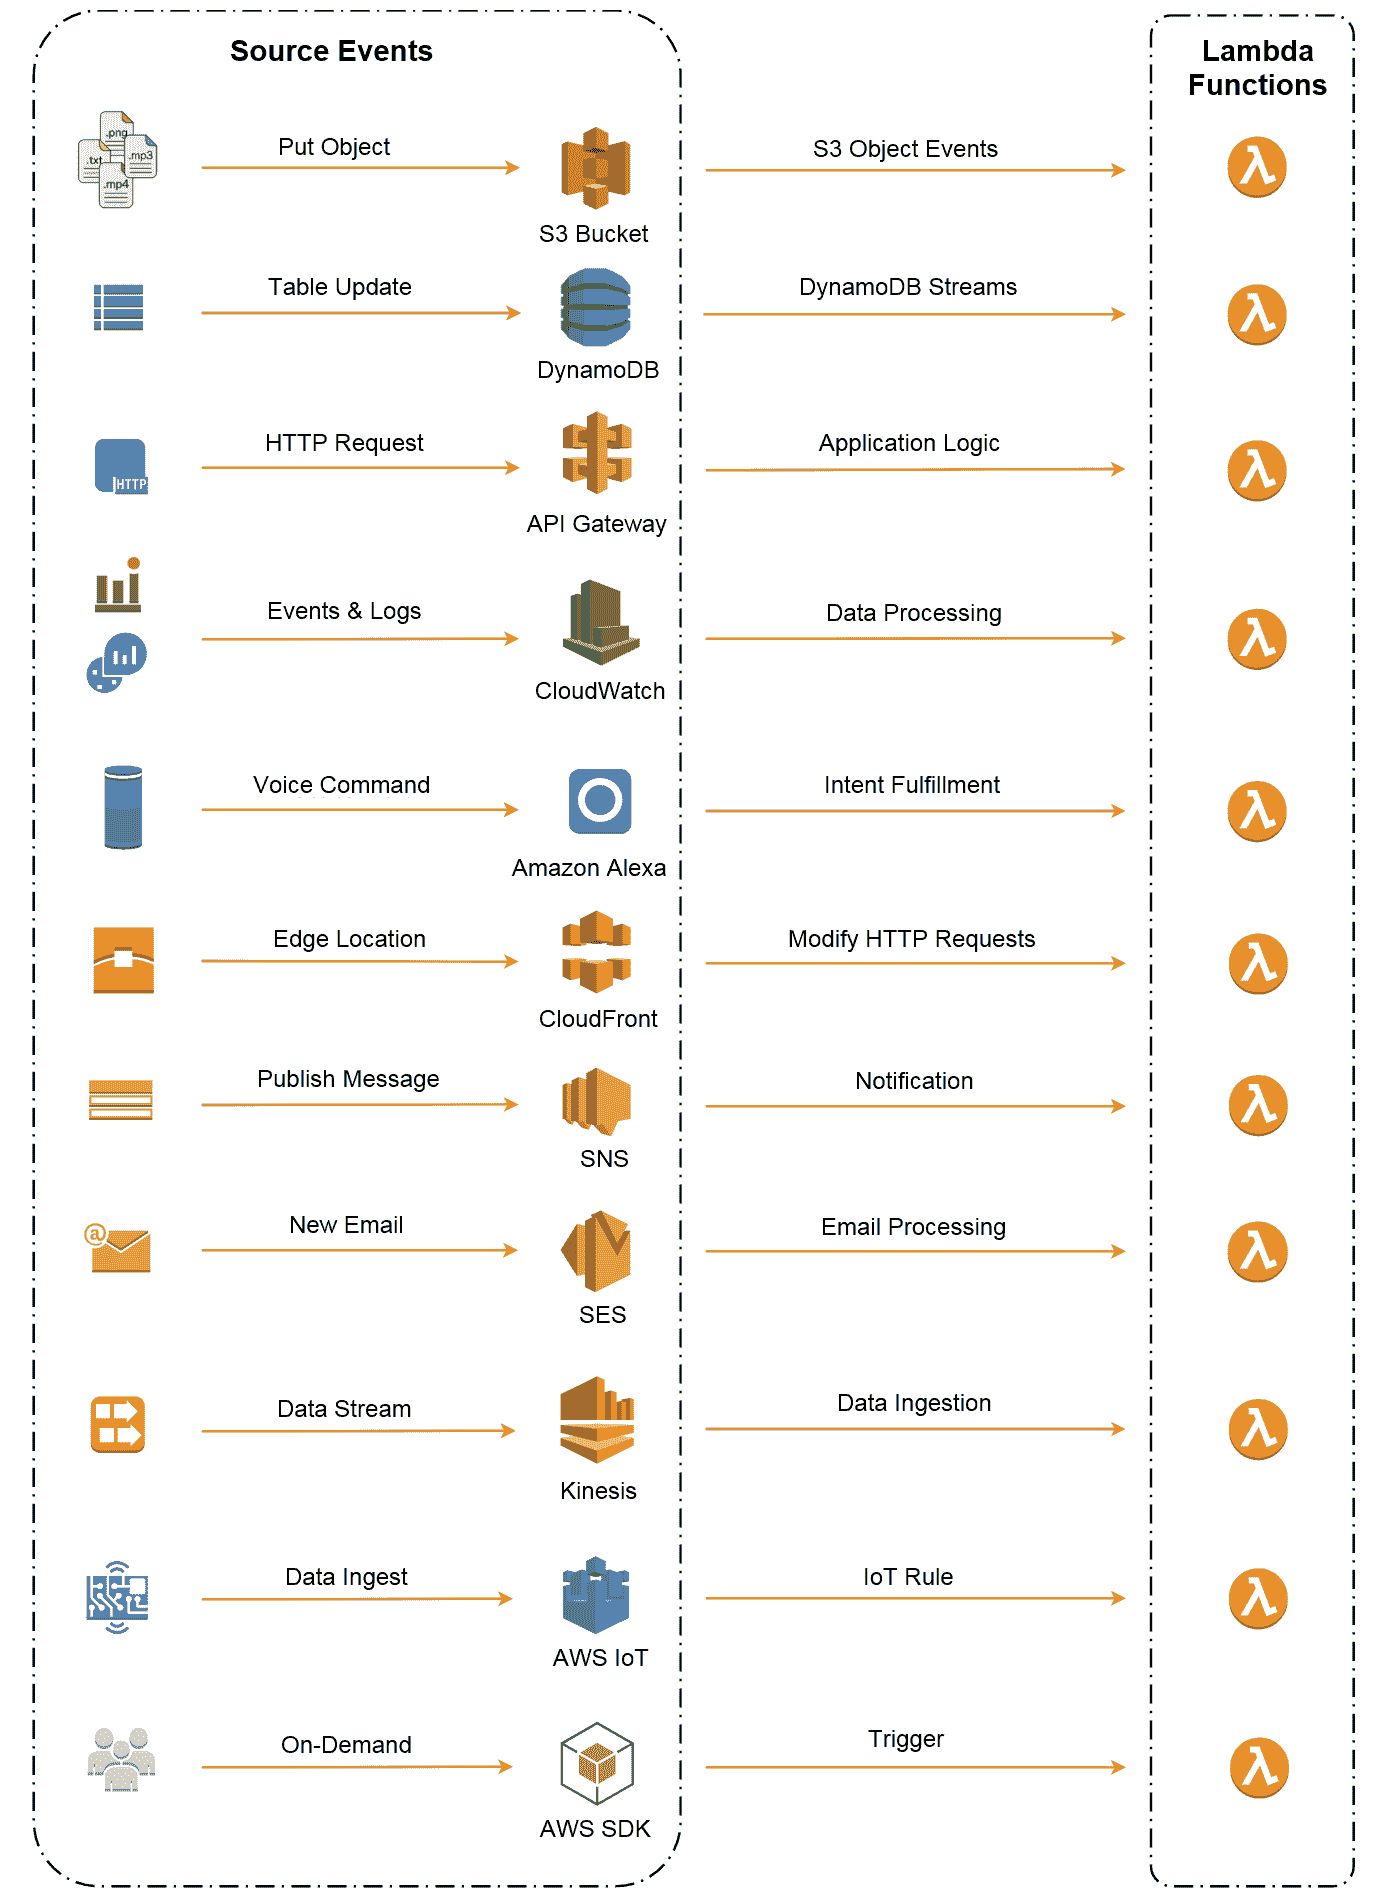 Source Events
Lambda
Functions
.png
.txt
.mp3
.mp4
Put Object
S3 Bucket
S3 Object Events
Table Update
DynamoDB
DynamoDB Streams
HTTP
HTTP Request
API Gateway
Application Logic
Events & Logs
CloudWatch
Data Processing
Voice Command
Amazon Alexa
Intent Fulfillment
Edge Location
CloudFront
Modify HTTP Requests
Publish Message
SNS
Notification
@
New Email
SES
Email Processing
Data Stream
Kinesis
Data Ingestion
Data Ingest
AWS IoT
IoT Rule
On-Demand
AWS SDK
Trigger